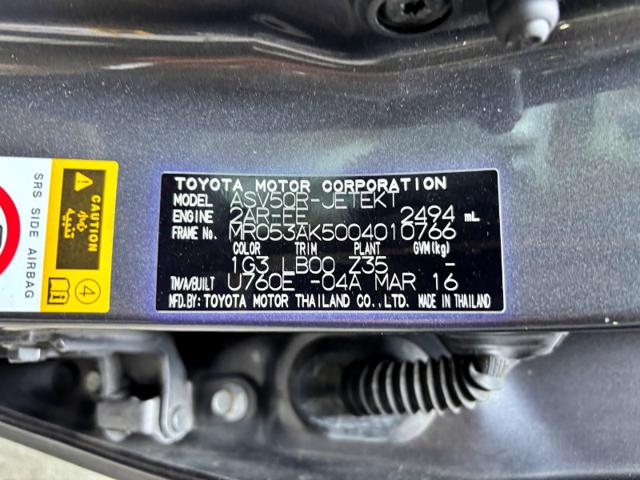 TOYOTA MOTOR CORPORATION
MODEL ASV50R-JETEKT
ENGINE 2AR-FE 2494 mL
FRAME No. MR053AK5004010766
COLOR TRIM PLANT GVM(kg)
1G3 LB00 Z35 -
T/M/A/BUILT U760E -04A MAR 16
MFD.BY: TOYOTA MOTOR THAILAND CO.,LTD. MADE IN THAILAND
CAUTION
تنبيه
SRS SIDE AIRBAG
4